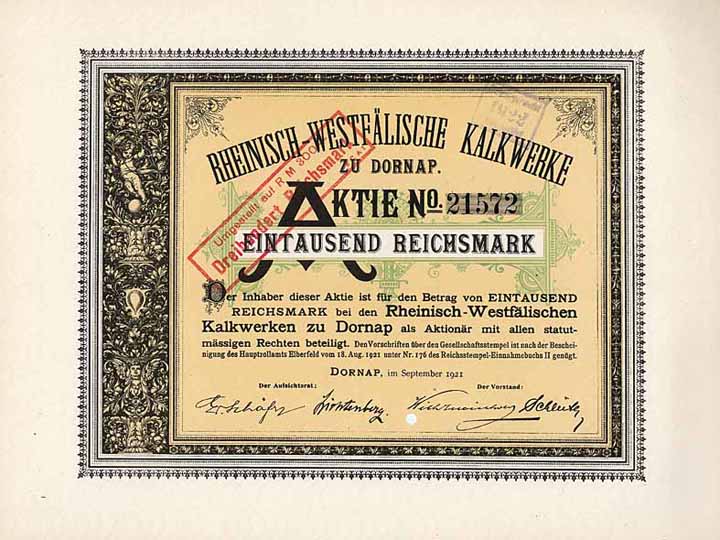 RHEINISCH-WESTFÄLISCHE KALKWERKE
ZU DORNAP.
AKTIE No. 21572
EINTAUSEND REICHSMARK
Umgestellt auf R M 300
Dreihundert Reichsmark
Der Inhaber dieser Aktie ist für den Betrag von EINTAUSEND
REICHSMARK bei den Rheinisch-Westfälischen
Kalkwerken zu Dornap als Aktionär mit allen statut-
mässigen Rechten beteiligt. Den Vorschriften über den Gesellschaftsstempel ist nach der Beschei-
nigung des Hauptzollamts Elberfeld vom 18. Aug. 1921 unter Nr. 176 des Reichsstempel-Einnahmebuchs II genügt.
DORNAP, im September 1921
Der Aufsichtsrat: Der Vorstand: